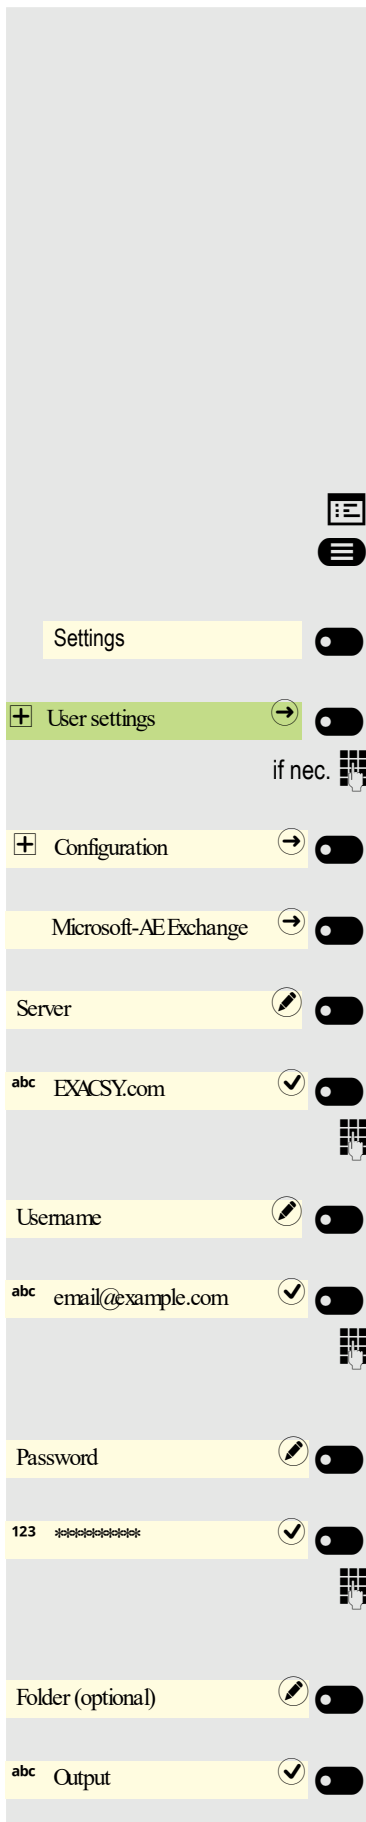 Settings
User settings
if nec.
Configuration
Microsoft-AE Exchange
Server
abc EXACSY.com
Username
abc email@example.com
Password
123 **********
Folder (optional)
abc Output